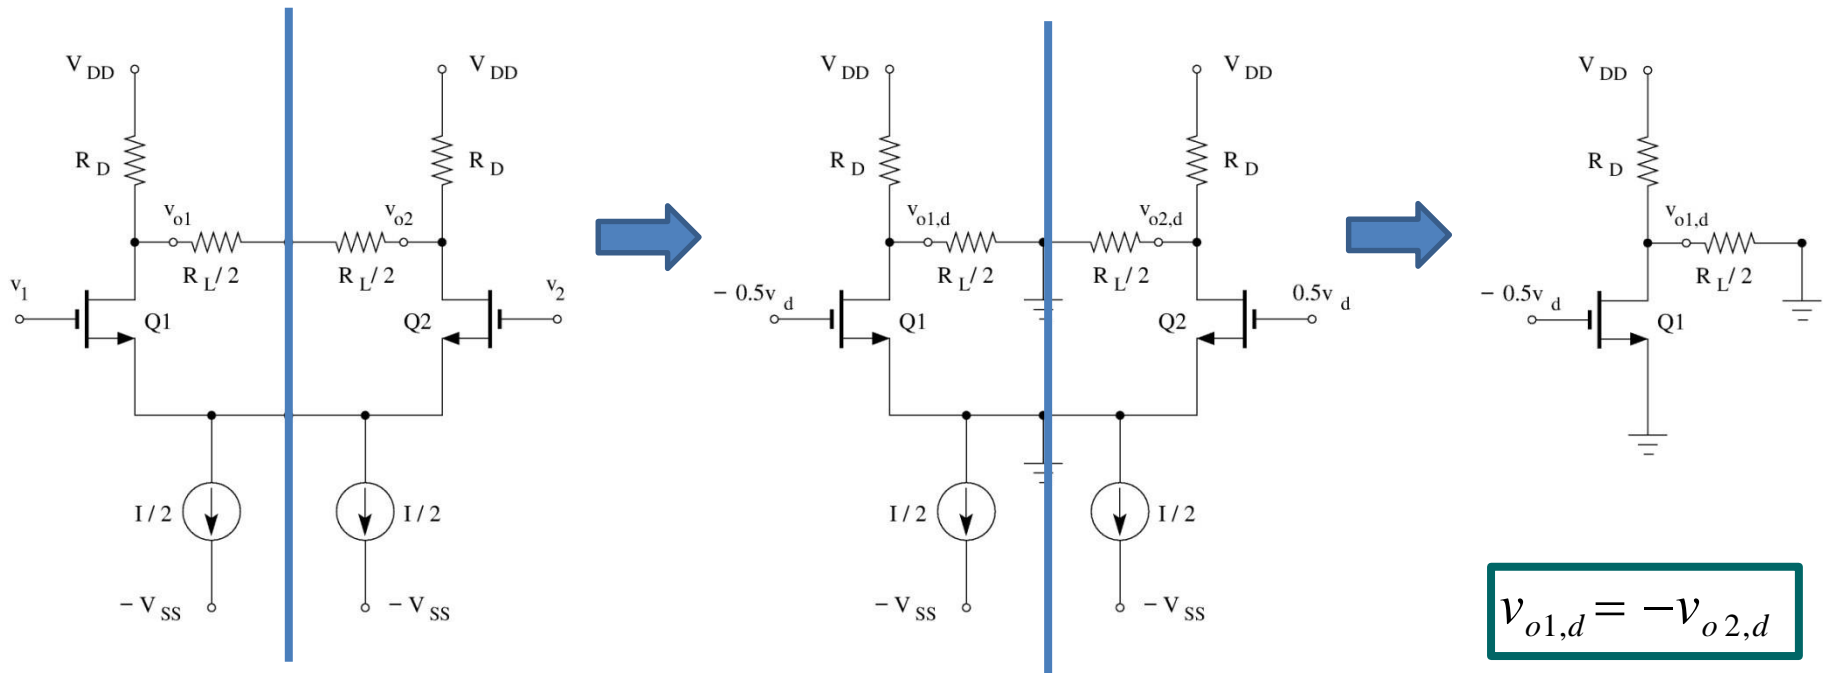 V DD
V DD
R D
R D
v o1
v o2
R L / 2
R L / 2
v 1
v 2
Q1
Q2
I / 2
I / 2
− V SS
− V SS
V DD
V DD
R D
R D
v o1,d
v o2,d
R L / 2
R L / 2
− 0.5v d
0.5v d
Q1
Q2
I / 2
I / 2
− V SS
− V SS
V DD
R D
v o1,d
R L / 2
− 0.5v d
Q1
v o1,d = −v o2,d